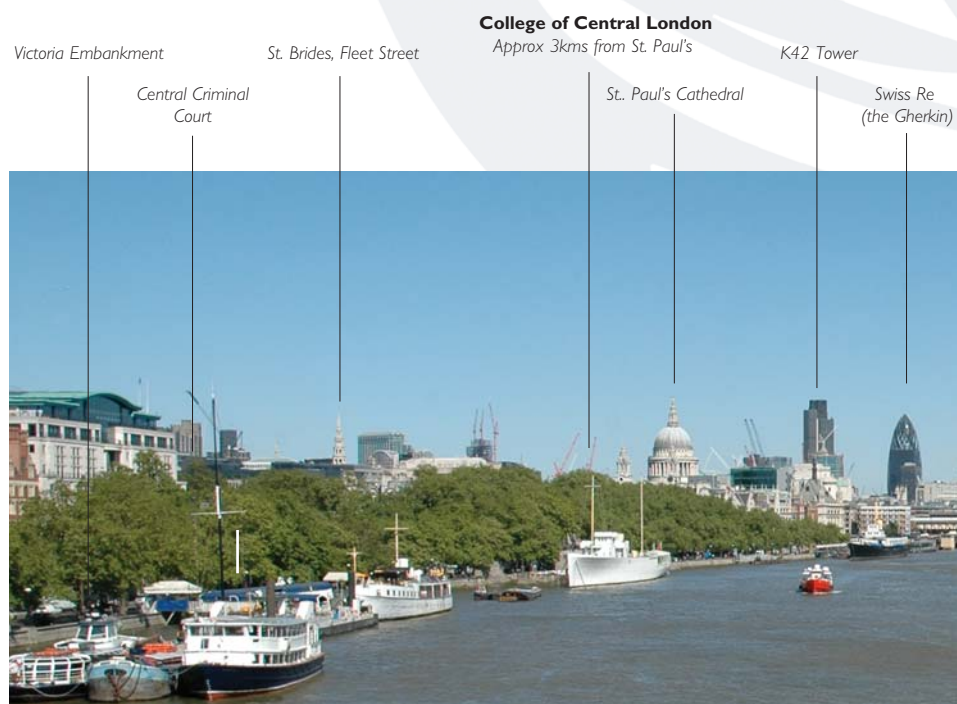 College of Central London
Approx 3kms from St. Paul's
Victoria Embankment
St. Brides, Fleet Street
K42 Tower
Central Criminal
Court
St.. Paul's Cathedral
Swiss Re
(the Gherkin)